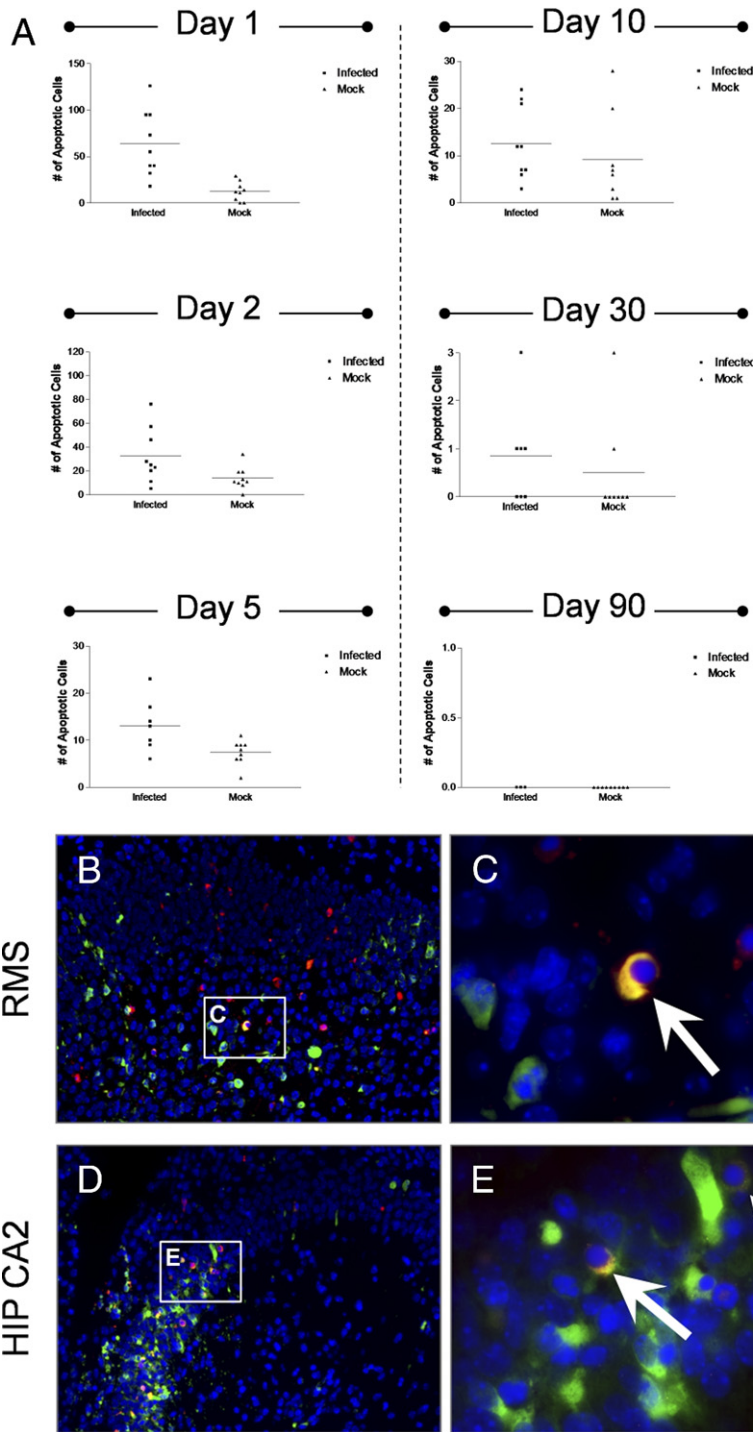 A
Day 1
150
100
50
0
# of Apoptotic Cells
Infected
Mock
Infected
Mock
Day 10
30
20
10
0
# of Apoptotic Cells
Infected
Mock
Infected
Mock
Day 2
120
100
80
60
40
20
0
# of Apoptotic Cells
Infected
Mock
Infected
Mock
Day 30
3
2
1
0
# of Apoptotic Cells
Infected
Mock
Infected
Mock
Day 5
30
20
10
0
# of Apoptotic Cells
Infected
Mock
Infected
Mock
Day 90
1.0
0.5
0.0
# of Apoptotic Cells
Infected
Mock
Infected
Mock
RMS
B
C
C
HIP CA2
D
E
E